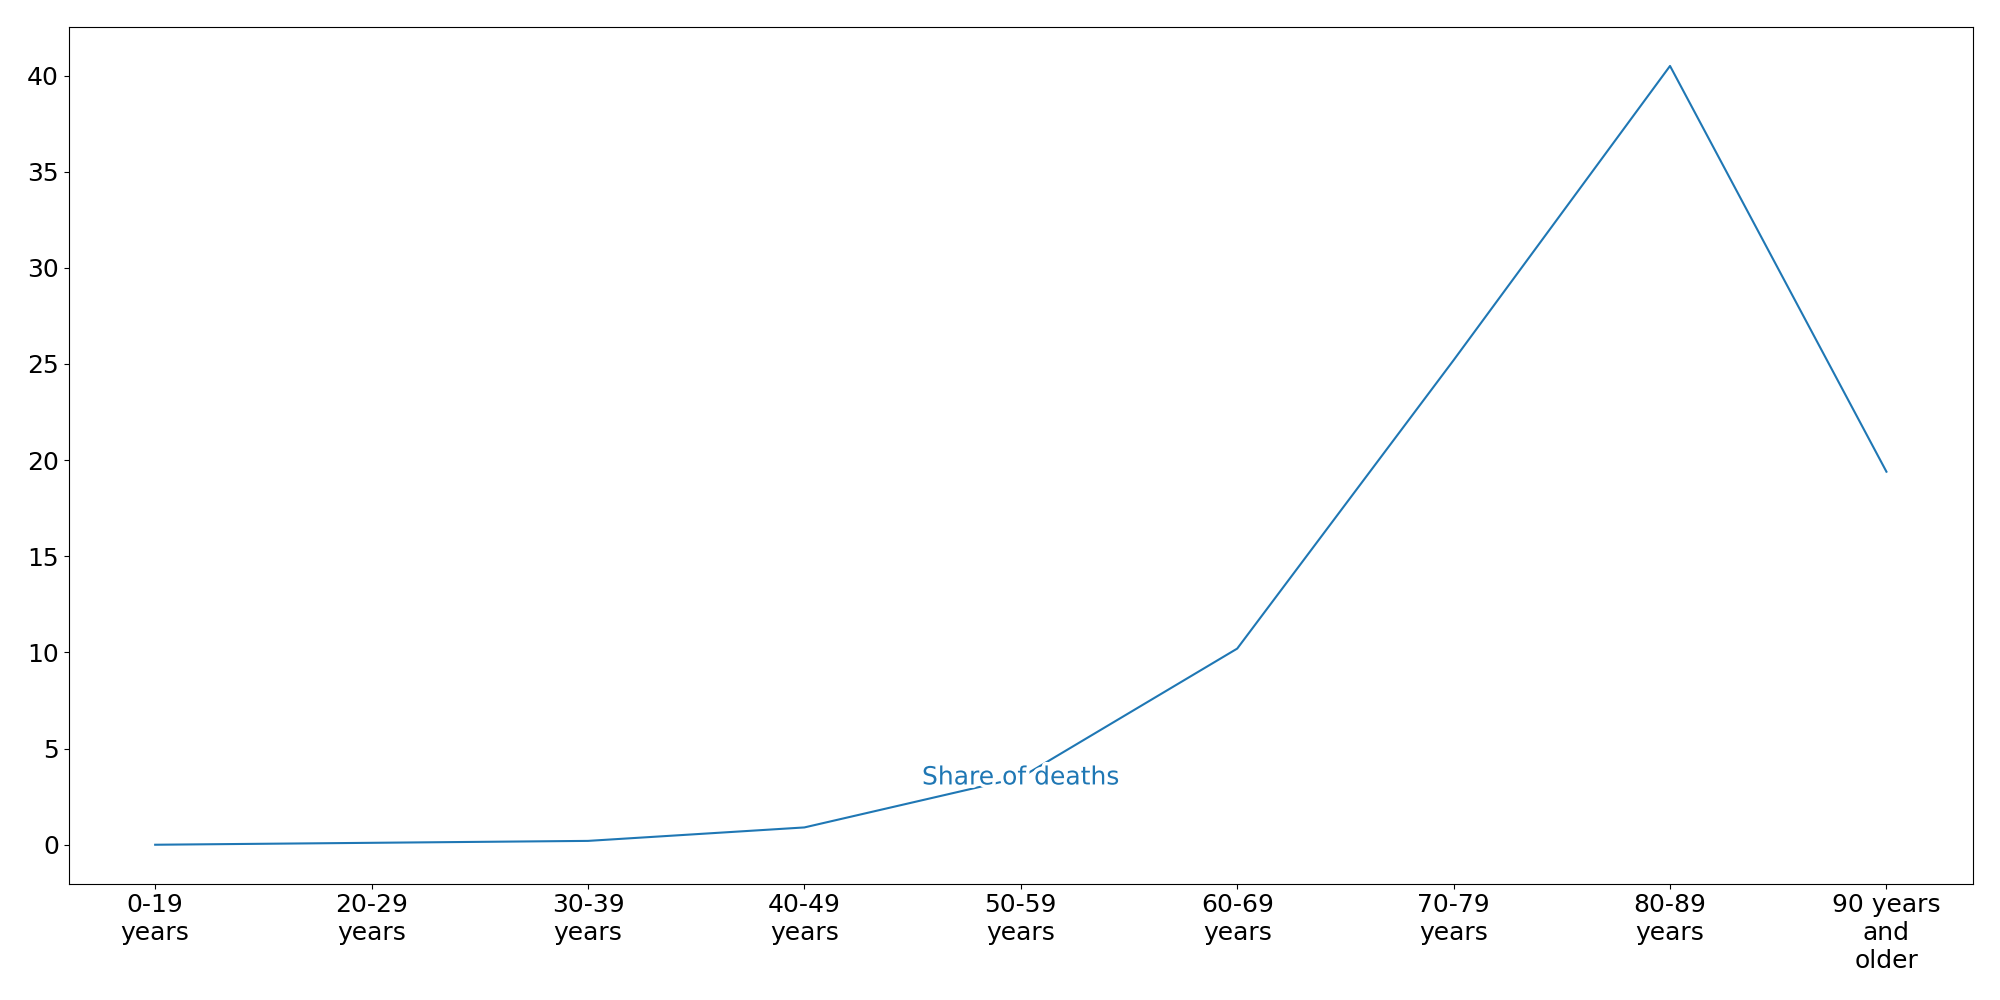 40
35
30
25
20
15
10
5
0
Share of deaths
0-19 years
20-29 years
30-39 years
40-49 years
50-59 years
60-69 years
70-79 years
80-89 years
90 years and older